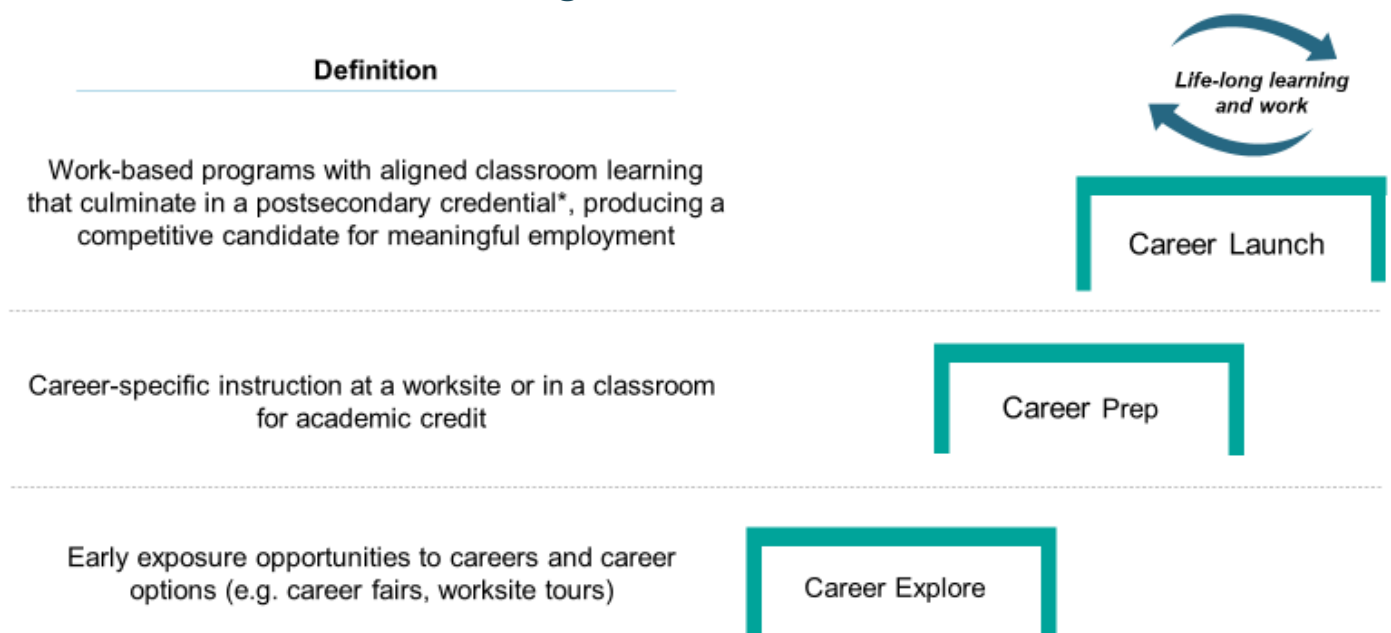 Definition
Life-long learning
and work
Work-based programs with aligned classroom learning
that culminate in a postsecondary credential*, producing a
competitive candidate for meaningful employment
Career Launch
Career-specific instruction at a worksite or in a classroom
for academic credit
Career Prep
Early exposure opportunities to careers and career
options (e.g. career fairs, worksite tours)
Career Explore